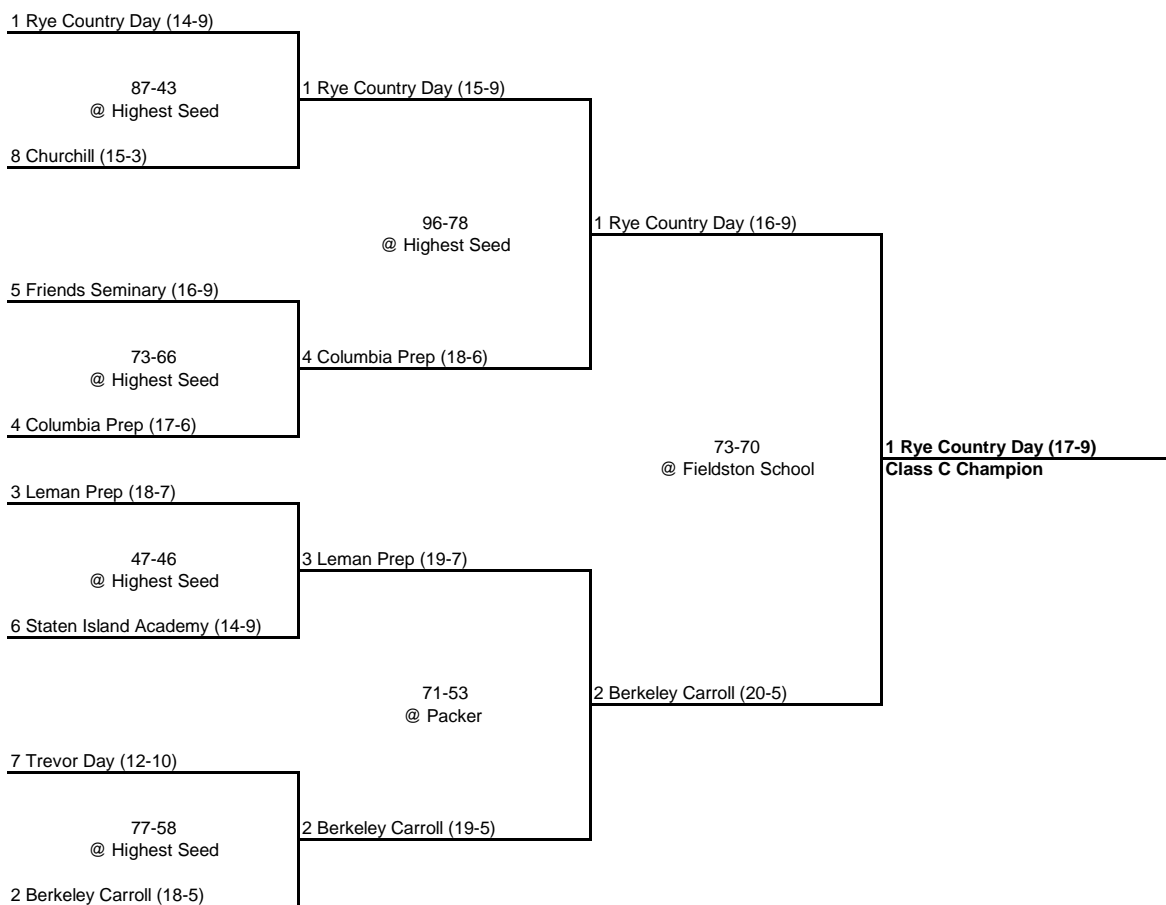 1 Rye Country Day (14-9)
87-43
@ Highest Seed
1 Rye Country Day (15-9)
8 Churchill (15-3)
96-78
@ Highest Seed
1 Rye Country Day (16-9)
5 Friends Seminary (16-9)
73-66
@ Highest Seed
4 Columbia Prep (18-6)
4 Columbia Prep (17-6)
73-70
@ Fieldston School
1 Rye Country Day (17-9)
Class C Champion
3 Leman Prep (18-7)
47-46
@ Highest Seed
3 Leman Prep (19-7)
6 Staten Island Academy (14-9)
71-53
@ Packer
2 Berkeley Carroll (20-5)
7 Trevor Day (12-10)
77-58
@ Highest Seed
2 Berkeley Carroll (19-5)
2 Berkeley Carroll (18-5)